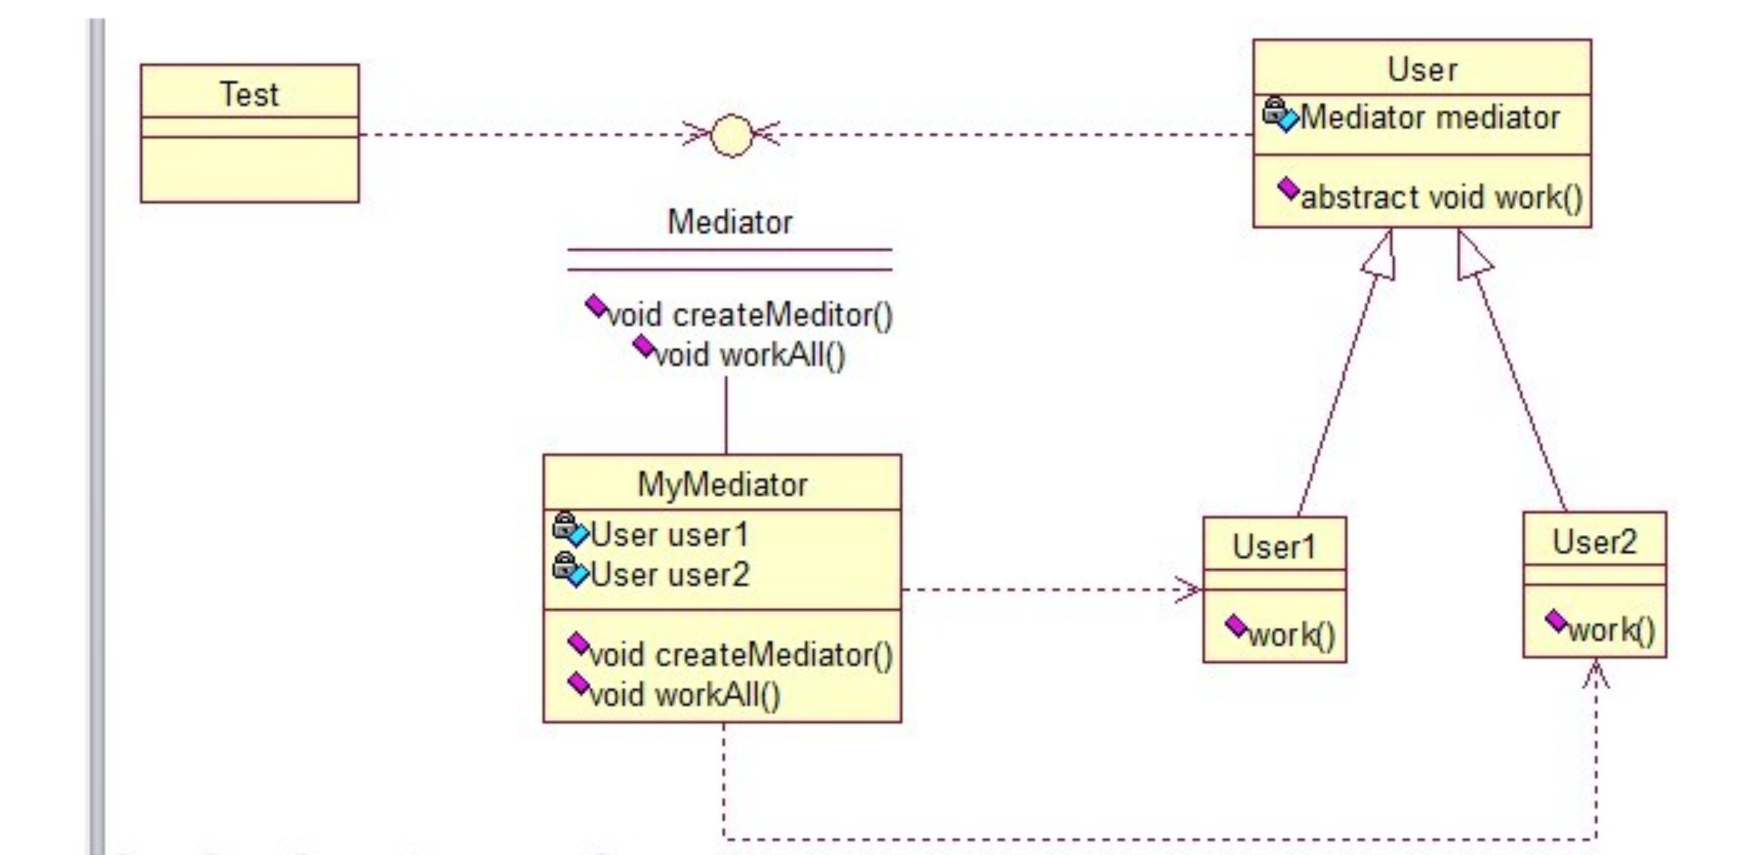 Test
User
Mediator mediator
abstract void work()
Mediator
void createMeditor()
void workAll()
MyMediator
User user1
User user2
void createMediator()
void workAll()
User1
work()
User2
work()